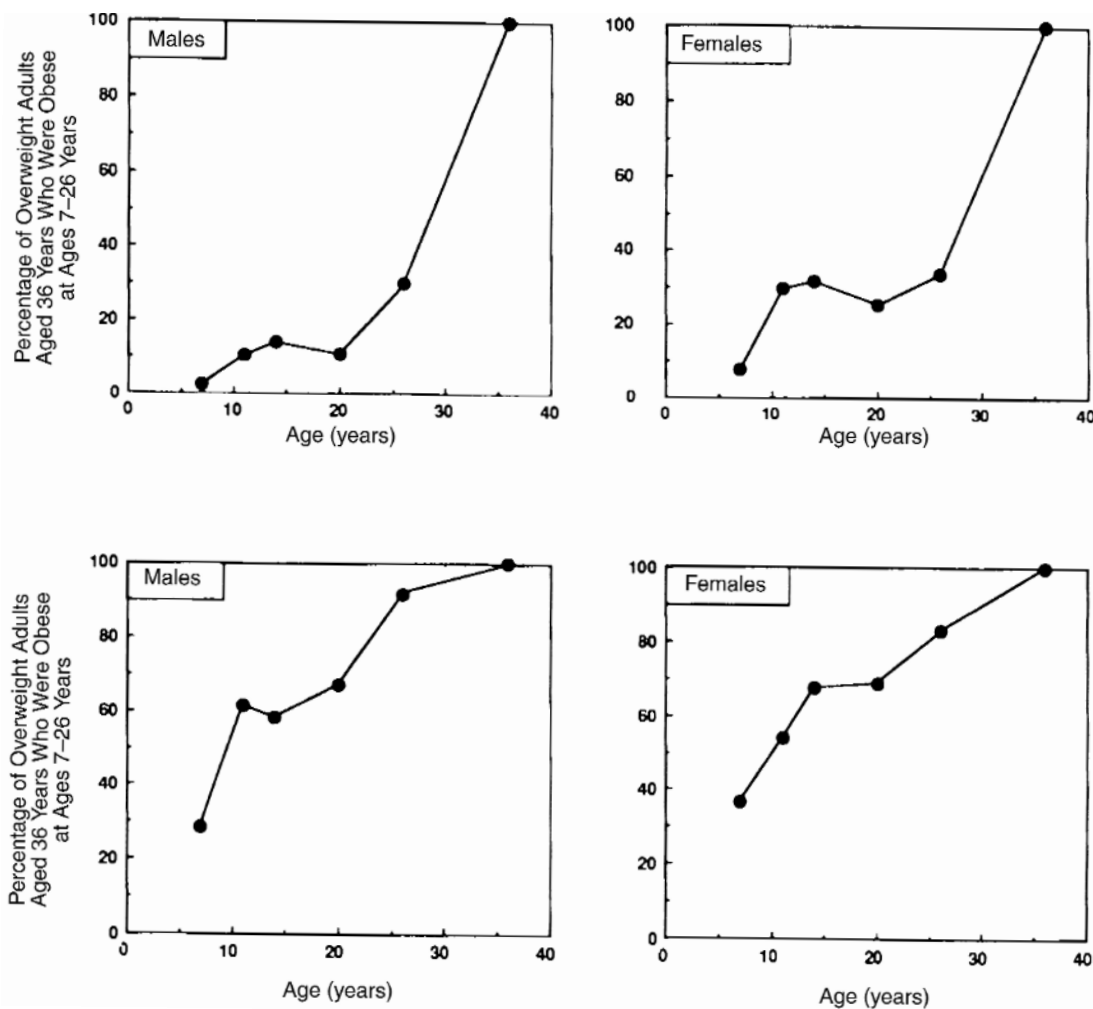 Percentage of Overweight Adults
Aged 36 Years Who Were Obese
at Ages 7–26 Years
100
80
60
40
20
0
Males
0 10 20 30 40
Age (years)
100
80
60
40
20
0
Females
0 10 20 30 40
Age (years)
Percentage of Overweight Adults
Aged 36 Years Who Were Obese
at Ages 7–26 Years
100
80
60
40
20
0
Males
0 10 20 30 40
Age (years)
100
80
60
40
20
0
Females
0 10 20 30 40
Age (years)